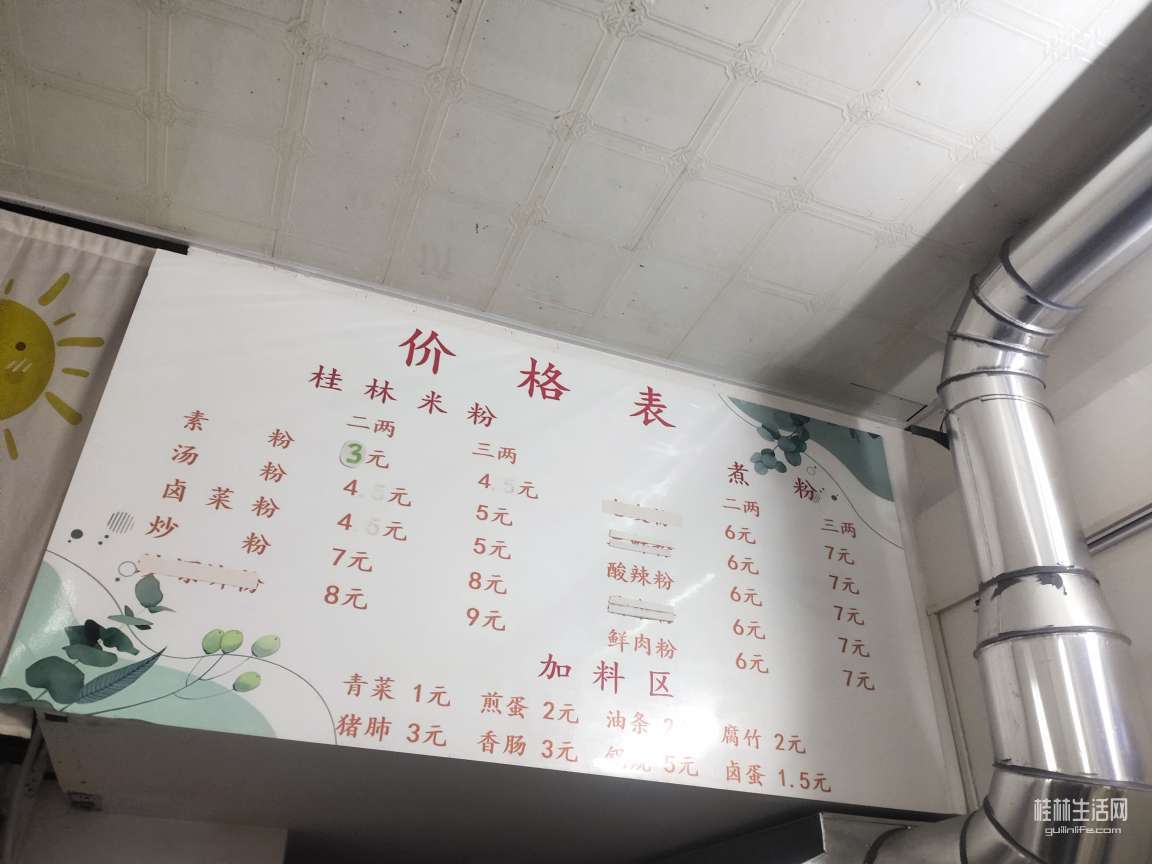 价格表
桂林米粉
二两 三两
素粉 3元 4.5元
汤粉 4.5元 5元
卤菜粉 4.5元 5元
炒粉 7元 8元
粉 8元 9元
煮粉
二两 三两
6元 7元
6元 7元
酸辣粉 6元 7元
6元 7元
鲜肉粉 6元 7元
加料区
青菜 1元 煎蛋 2元 油条 2 腐竹 2元
猪肺 3元 香肠 3元 5元 卤蛋 1.5元
桂林生活网
guilinlife.com